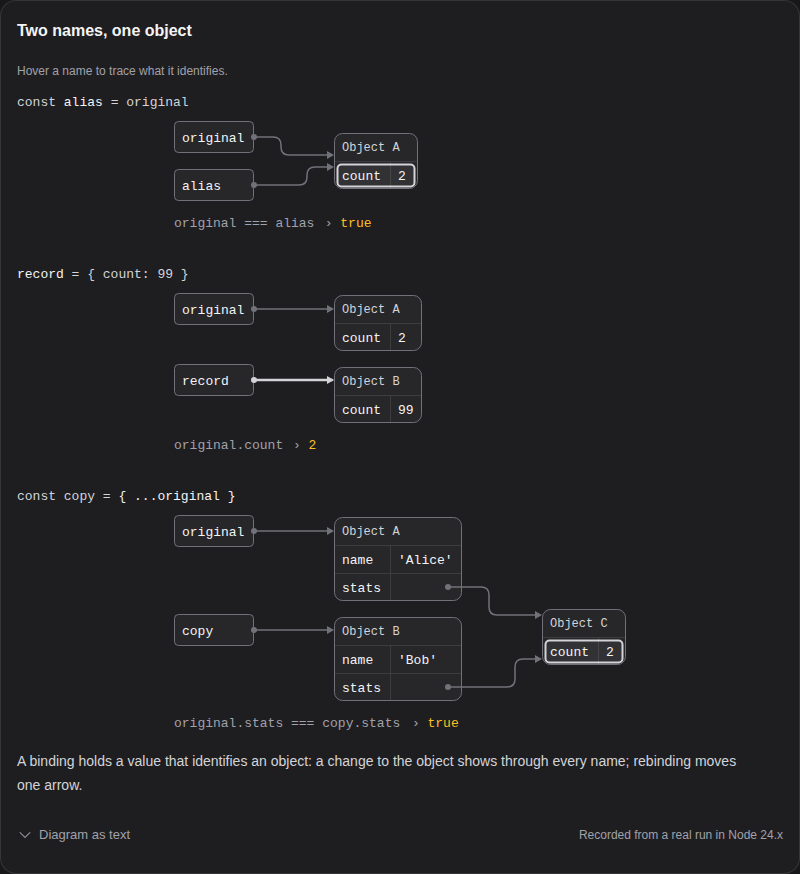 Two names, one object
Hover a name to trace what it identifies.
const alias = original
original
Object A
count 2
alias
original === alias › true
record = { count: 99 }
original
Object A
count 2
record
Object B
count 99
original.count › 2
const copy = { ...original }
original
Object A
name 'Alice'
stats
copy
Object B
name 'Bob'
stats
Object C
count 2
original.stats === copy.stats › true
A binding holds a value that identifies an object: a change to the object shows through every name; rebinding moves
one arrow.
Diagram as text
Recorded from a real run in Node 24.x